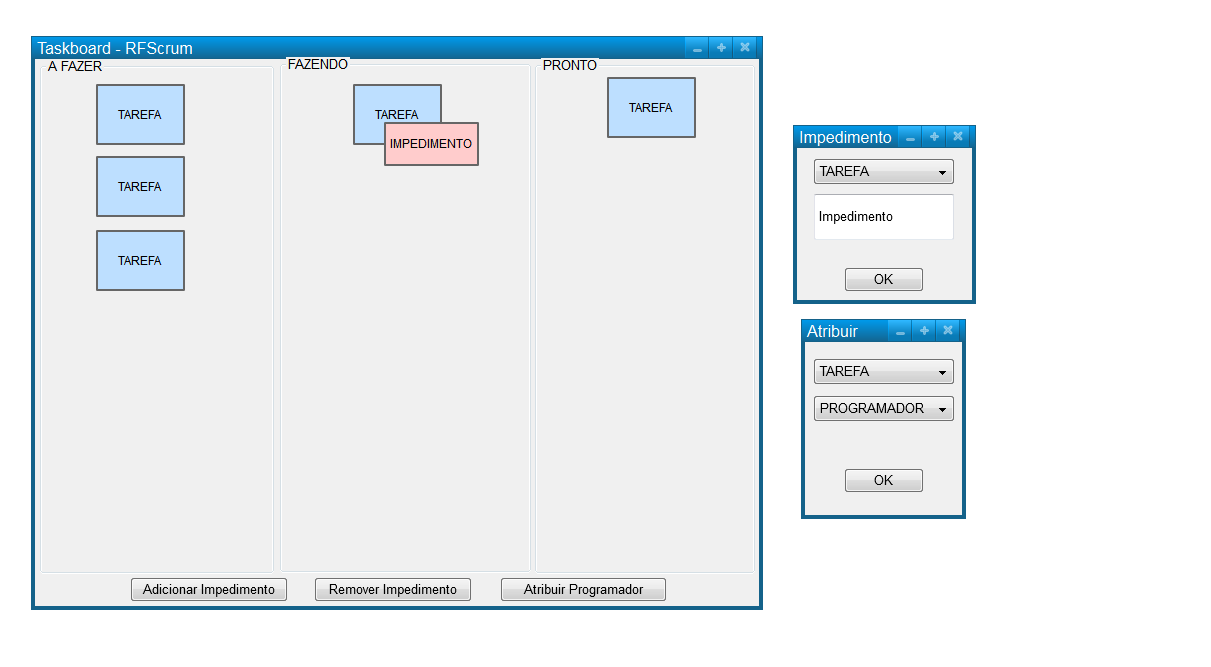 Taskboard - RFScrum
A FAZER
TAREFA
TAREFA
TAREFA
FAZENDO
TAREFA
IMPEDIMENTO
PRONTO
TAREFA
Adicionar Impedimento
Remover Impedimento
Atribuir Programador
Impedimento
TAREFA
Impedimento
OK
Atribuir
TAREFA
PROGRAMADOR
OK